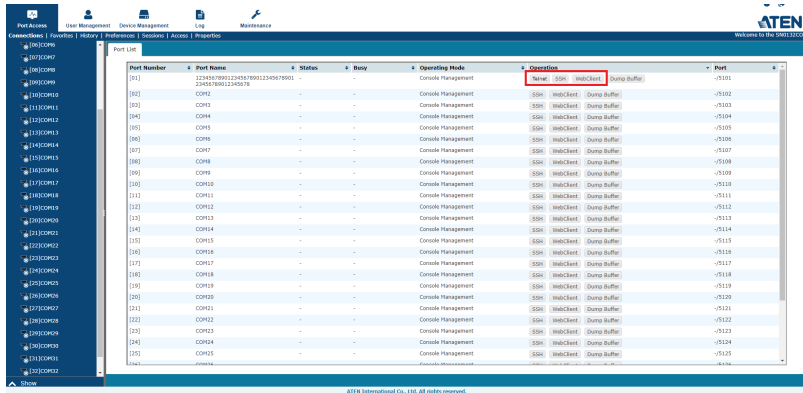 Port Access User Management Device Management Log Maintenance
ATEN
Connections | Favorites | History | Preferences | Sessions | Access | Properties
Welcome to the SN0132CO
[06]COM6
[07]COM7
[08]COM8
[09]COM9
[10]COM10
[11]COM11
[12]COM12
[13]COM13
[14]COM14
[15]COM15
[16]COM16
[17]COM17
[18]COM18
[19]COM19
[20]COM20
[21]COM21
[22]COM22
[23]COM23
[24]COM24
[25]COM25
[26]COM26
[27]COM27
[28]COM28
[29]COM29
[30]COM30
[31]COM31
[32]COM32
Show
Port List
Port Number Port Name Status Busy Operating Mode Operation Port
[01] 1234567890123456789012345678901 - - Console Management Telnet SSH WebClient Dump Buffer -/5101
23456789012345678
[02] COM2 - - Console Management SSH WebClient Dump Buffer -/5102
[03] COM3 - - Console Management SSH WebClient Dump Buffer -/5103
[04] COM4 - - Console Management SSH WebClient Dump Buffer -/5104
[05] COM5 - - Console Management SSH WebClient Dump Buffer -/5105
[06] COM6 - - Console Management SSH WebClient Dump Buffer -/5106
[07] COM7 - - Console Management SSH WebClient Dump Buffer -/5107
[08] COM8 - - Console Management SSH WebClient Dump Buffer -/5108
[09] COM9 - - Console Management SSH WebClient Dump Buffer -/5109
[10] COM10 - - Console Management SSH WebClient Dump Buffer -/5110
[11] COM11 - - Console Management SSH WebClient Dump Buffer -/5111
[12] COM12 - - Console Management SSH WebClient Dump Buffer -/5112
[13] COM13 - - Console Management SSH WebClient Dump Buffer -/5113
[14] COM14 - - Console Management SSH WebClient Dump Buffer -/5114
[15] COM15 - - Console Management SSH WebClient Dump Buffer -/5115
[16] COM16 - - Console Management SSH WebClient Dump Buffer -/5116
[17] COM17 - - Console Management SSH WebClient Dump Buffer -/5117
[18] COM18 - - Console Management SSH WebClient Dump Buffer -/5118
[19] COM19 - - Console Management SSH WebClient Dump Buffer -/5119
[20] COM20 - - Console Management SSH WebClient Dump Buffer -/5120
[21] COM21 - - Console Management SSH WebClient Dump Buffer -/5121
[22] COM22 - - Console Management SSH WebClient Dump Buffer -/5122
[23] COM23 - - Console Management SSH WebClient Dump Buffer -/5123
[24] COM24 - - Console Management SSH WebClient Dump Buffer -/5124
[25] COM25 - - Console Management SSH WebClient Dump Buffer -/5125
ATEN International Co., Ltd. All rights reserved.